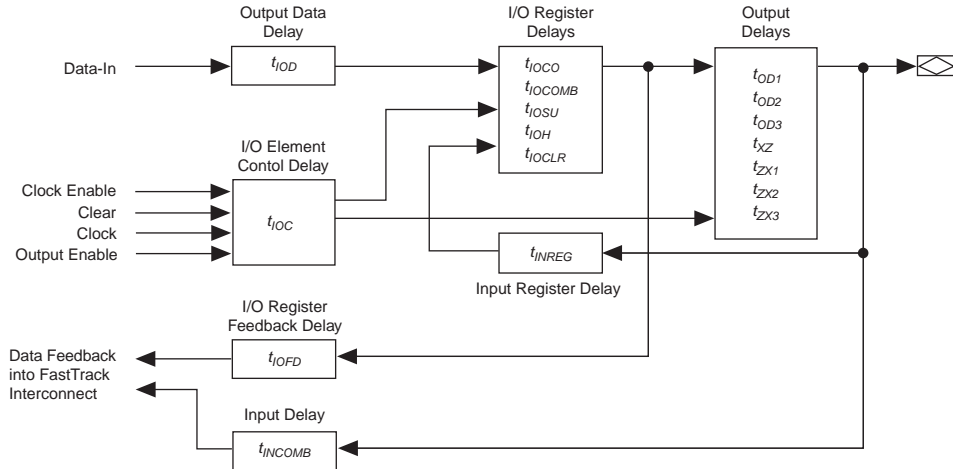 Output Data
Delay
I/O Register
Delays
Output
Delays
Data-In
tIOD
tIOCO
tIOCOMB
tIOSU
tIOH
tIOCLR
tOD1
tOD2
tOD3
tXZ
tZX1
tZX2
tZX3
I/O Element
Contol Delay
Clock Enable
Clear
Clock
Output Enable
tIOC
tINREG
Input Register Delay
I/O Register
Feedback Delay
tIOFD
Data Feedback
into FastTrack
Interconnect
Input Delay
tINCOMB